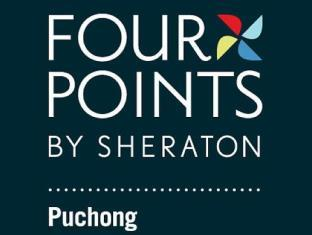 FOUR
POINTS
BY SHERATON
Puchong